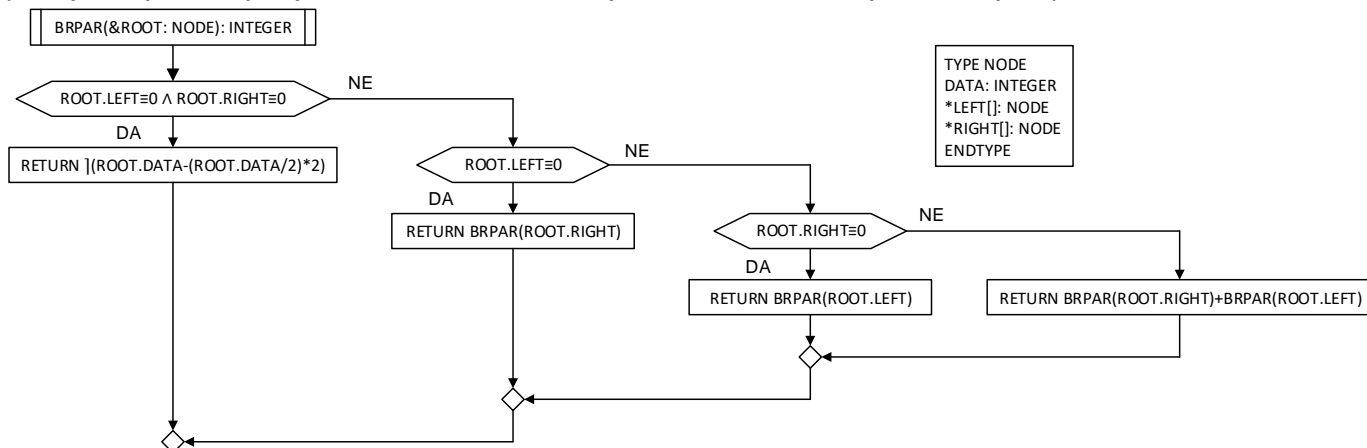 BRPAR(&ROOT: NODE): INTEGER
TYPE NODE
DATA: INTEGER
*LEFT[]: NODE
*RIGHT[]: NODE
ENDTYPE
ROOT.LEFT≡0 Λ ROOT.RIGHT≡0
NE
DA
RETURN ](ROOT.DATA-(ROOT.DATA/2)*2)
ROOT.LEFT≡0
NE
DA
RETURN BRPAR(ROOT.RIGHT)
ROOT.RIGHT≡0
NE
DA
RETURN BRPAR(ROOT.LEFT)
RETURN BRPAR(ROOT.RIGHT)+BRPAR(ROOT.LEFT)